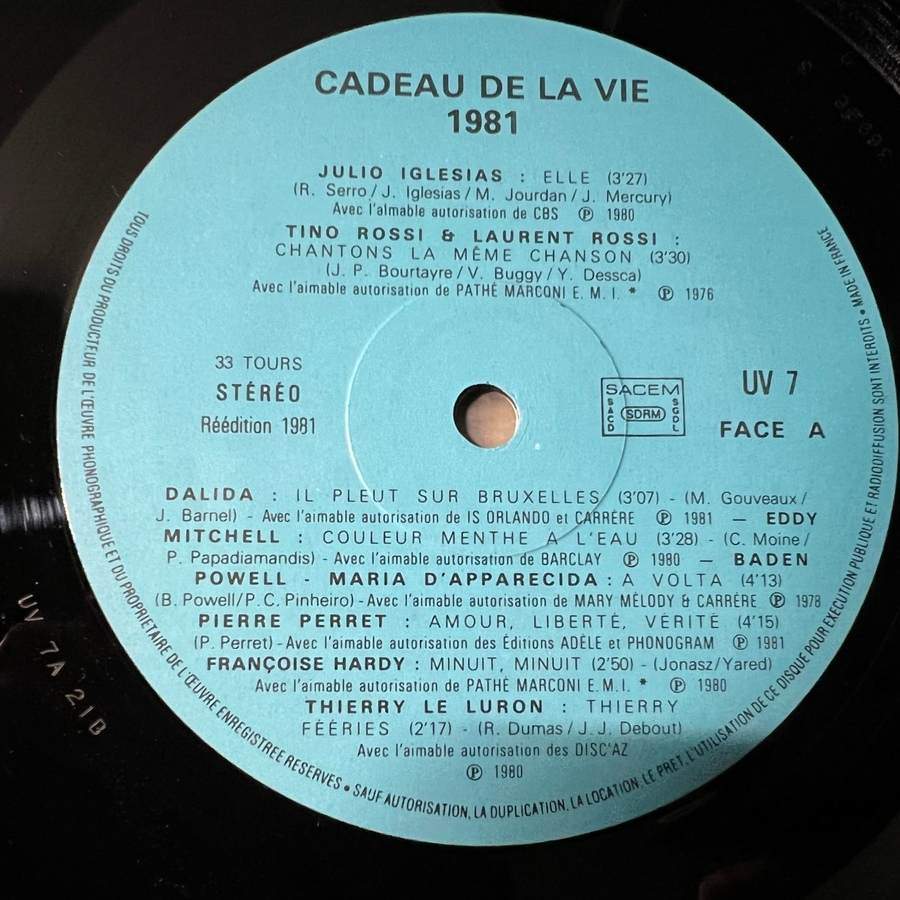 CADEAU DE LA VIE
1981
JULIO IGLESIAS : ELLE (3'27)
(R. Serro/J. Iglesias/M. Jourdan/J. Mercury)
Avec l'aimable autorisation de CBS Ⓟ 1980
TINO ROSSI & LAURENT ROSSI :
CHANTONS LA MÊME CHANSON (3'30)
(J. P. Bourtayre/V. Buggy/Y. Dessca)
Avec l'aimable autorisation de PATHÉ MARCONI E. M. I. * Ⓟ 1976
33 TOURS
STÉRÉO
Réédition 1981
SACEM
SACD
SDRM
SGDL
UV 7
FACE A
DALIDA : IL PLEUT SUR BRUXELLES (3'07) - (M. Gouveaux/
J. Barnel) - Avec l'aimable autorisation de IS ORLANDO et CARRÈRE Ⓟ 1981 — EDDY
MITCHELL : COULEUR MENTHE A L'EAU (3'28) - (C. Moine/
P. Papadiamandis) - Avec l'aimable autorisation de BARCLAY Ⓟ 1980 — BADEN
POWELL - MARIA D'APPARECIDA : A VOLTA (4'13)
(B. Powell/P.C. Pinheiro) - Avec l'aimable autorisation de MARY MÉLODY & CARRÈRE Ⓟ 1978
PIERRE PERRET : AMOUR, LIBERTÉ, VÉRITÉ (4'15)
(P. Perret) - Avec l'aimable autorisation des Éditions ADÈLE et PHONOGRAM Ⓟ 1981
FRANÇOISE HARDY : MINUIT, MINUIT (2'50) - (Jonasz/Yared)
Avec l'aimable autorisation de PATHÉ MARCONI E.M.I. * Ⓟ 1980
THIERRY LE LURON : THIERRY
FÉÉRIES (2'17) - (R. Dumas/J. J. Debout)
Avec l'aimable autorisation des DISC'AZ
Ⓟ 1980
TOUS DROITS DU PRODUCTEUR DE L'ŒUVRE PHONOGRAPHIQUE ET DU PROPRIETAIRE DE L'ŒUVRE ENREGISTREE RESERVES • SAUF AUTORISATION, LA DUPLICATION, LA LOCATION, LE PRET, L'UTILISATION DE CE DISQUE POUR EXECUTION PUBLIQUE ET RADIODIFFUSION SONT INTERDITS • MADE IN FRANCE
UV 7A 21B